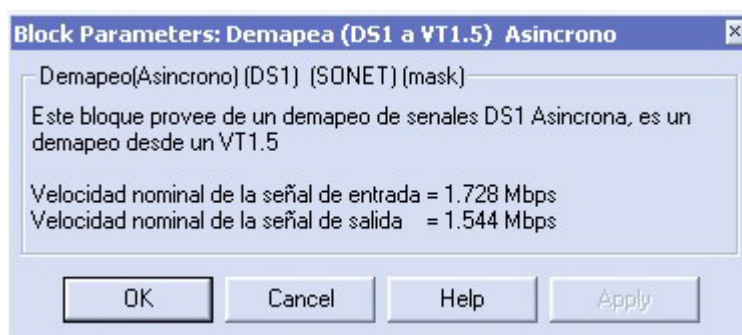 Block Parameters: Demapea (DS1 a VT1.5) Asincrono
Demapeo(Asincrono) (DS1) (SONET) (mask)
Este bloque provee de un demapeo de senales DS1 Asincrona, es un
demapeo desde un VT1.5
Velocidad nominal de la señal de entrada = 1.728 Mbps
Velocidad nominal de la señal de salida = 1.544 Mbps
OK Cancel Help Apply